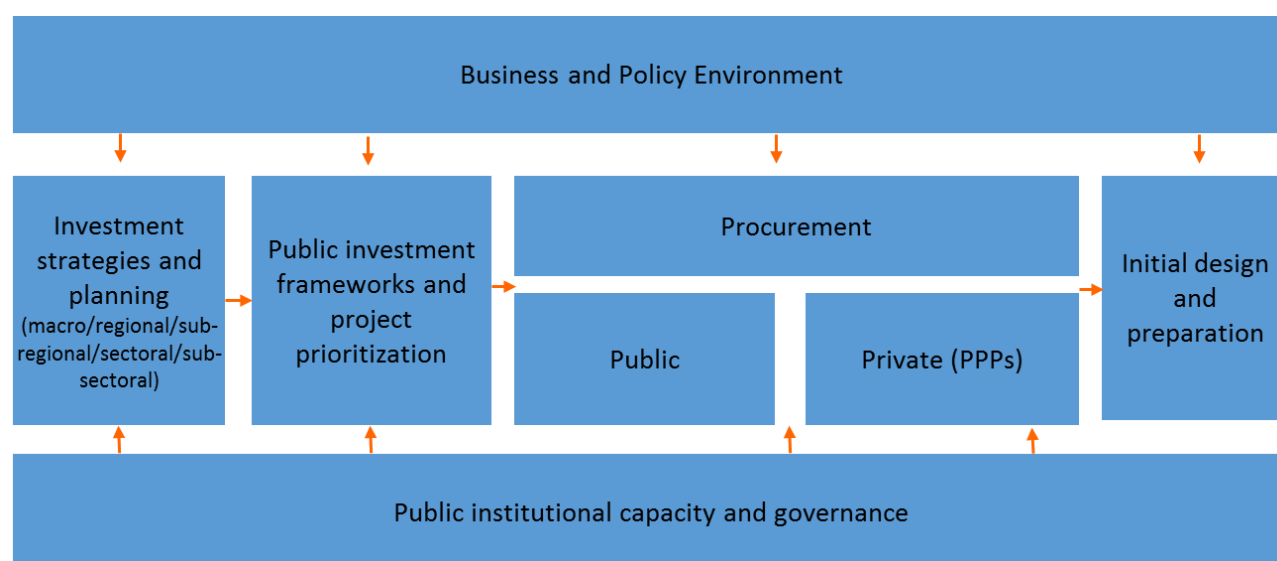 Business and Policy Environment
Investment
strategies and
planning
(macro/regional/sub-
regional/sectoral/sub-
sectoral)
Public investment
frameworks and
project
prioritization
Procurement
Public
Private (PPPs)
Initial design
and
preparation
Public institutional capacity and governance